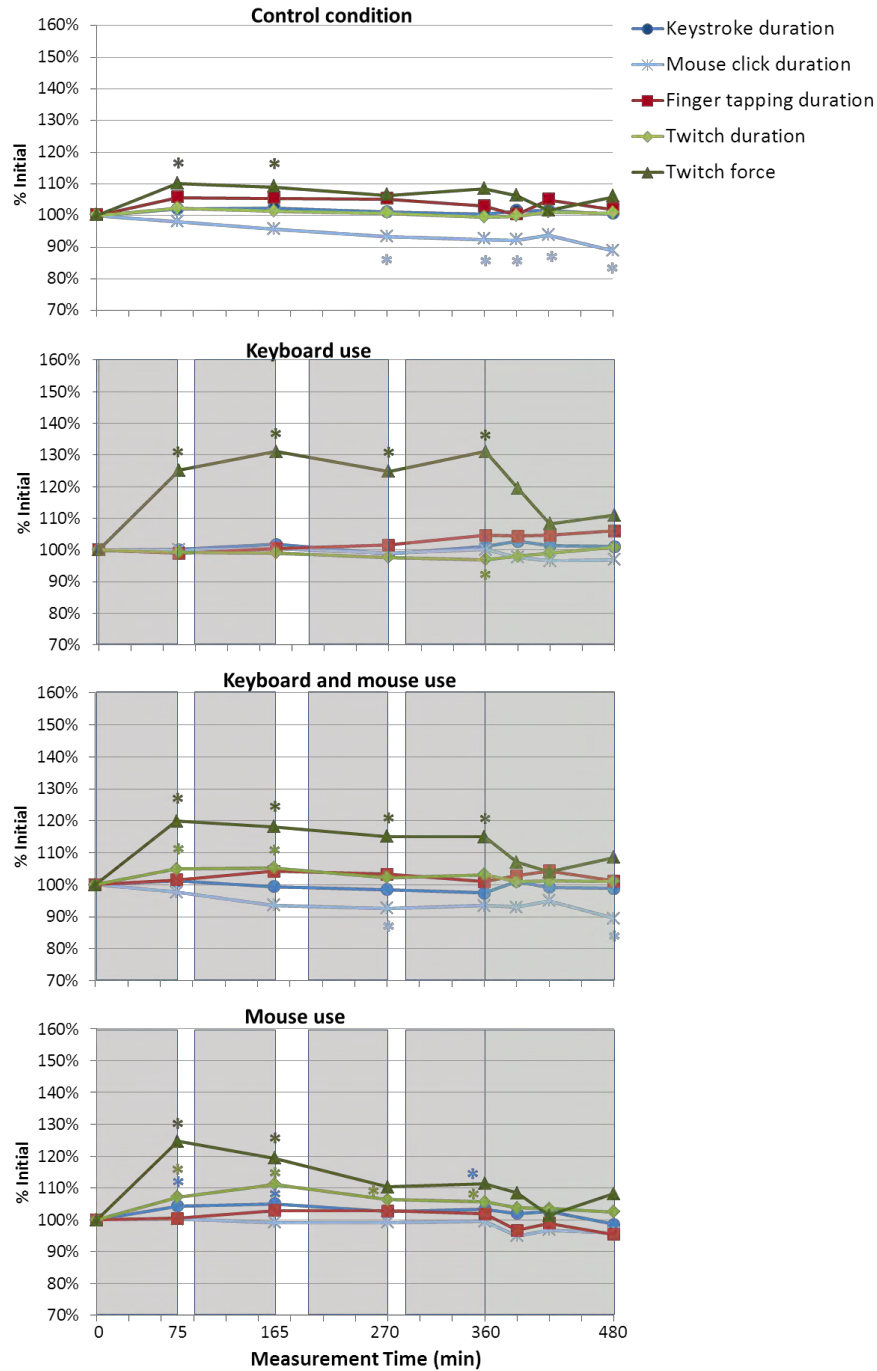 Control condition
160%
150%
140%
130%
120%
110%
100%
90%
80%
70%
% Initial
* *
* * * * *
Keystroke duration
Mouse click duration
Finger tapping duration
Twitch duration
Twitch force
Keyboard use
160%
150%
140%
130%
120%
110%
100%
90%
80%
70%
% Initial
* * * *
*
Keyboard and mouse use
160%
150%
140%
130%
120%
110%
100%
90%
80%
70%
% Initial
* * * *
* *
* *
Mouse use
160%
150%
140%
130%
120%
110%
100%
90%
80%
70%
% Initial
* *
* * * *
* * *
0 75 165 270 360 480
Measurement Time (min)